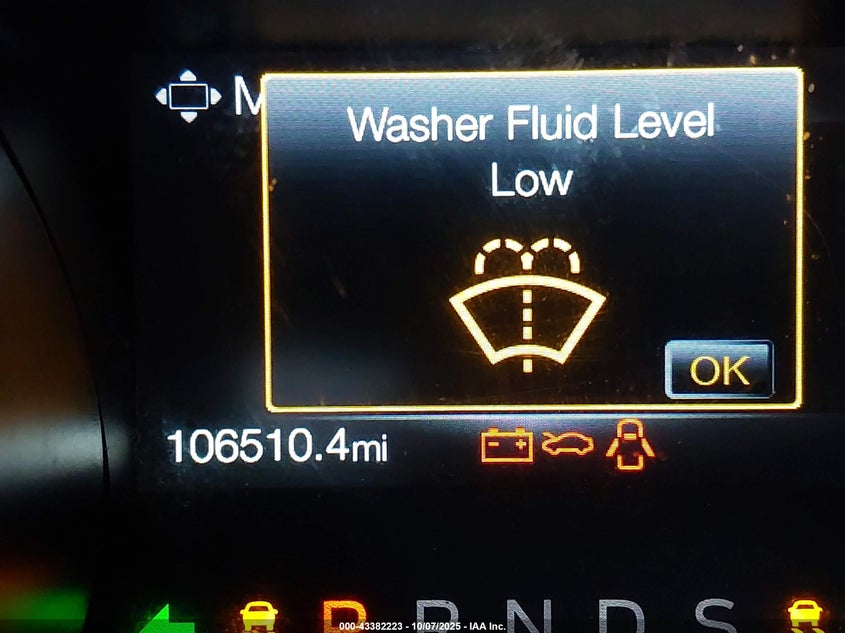 M
Washer Fluid Level
Low
OK
106510.4mi
P R N D S
000-43382223 - 10/07/2025 - IAA Inc.